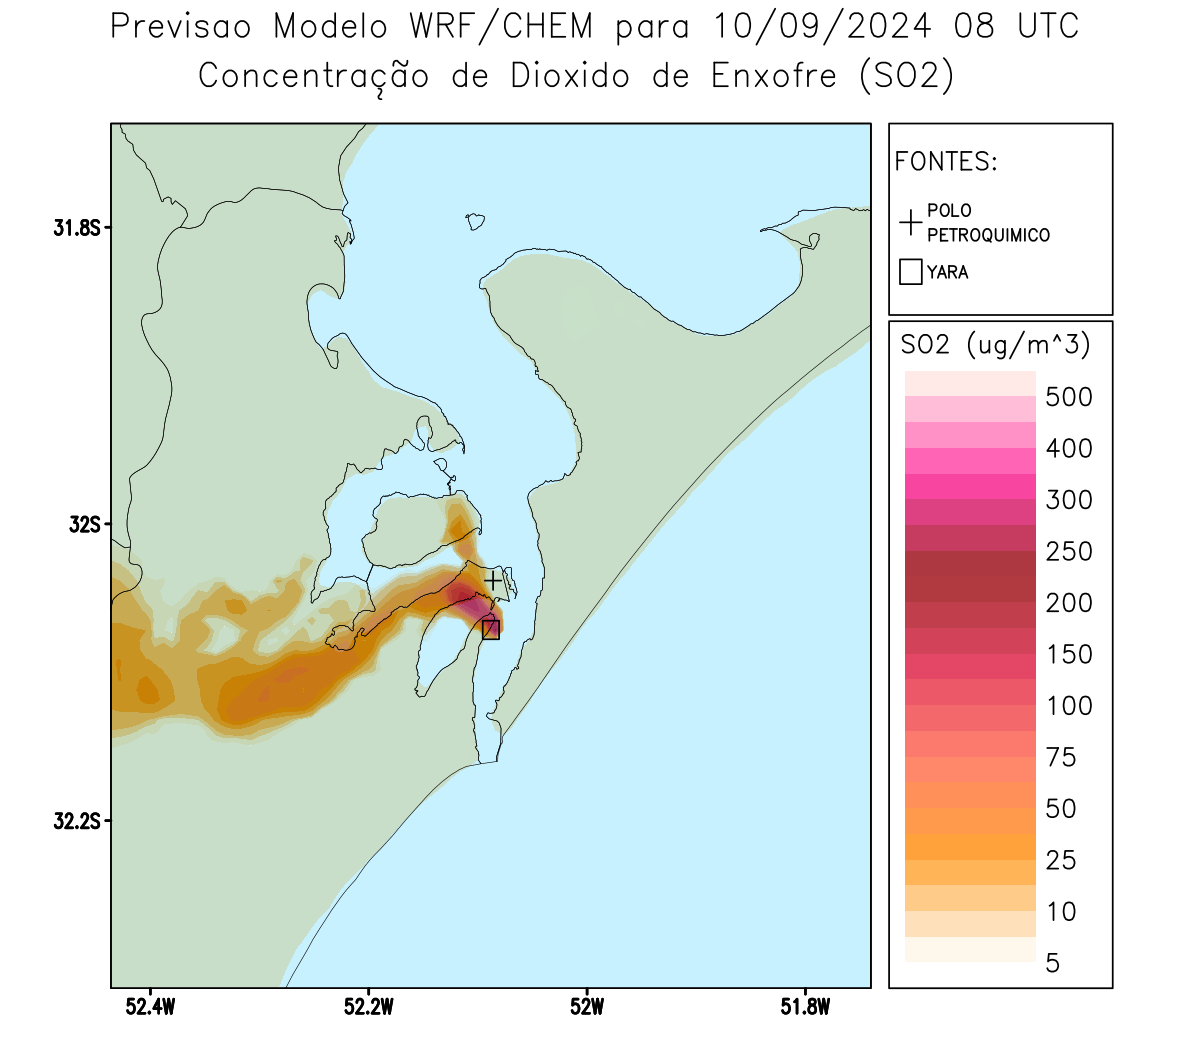 Previsao Modelo WRF/CHEM para 10/09/2024 08 UTC
Concentração de Dioxido de Enxofre (SO2)
FONTES:
POLO
PETROQUIMICO
YARA
SO2 (ug/m^3)
500
400
300
250
200
150
100
75
50
25
10
5
31.8S
32S
32.2S
52.4W
52.2W
52W
51.8W